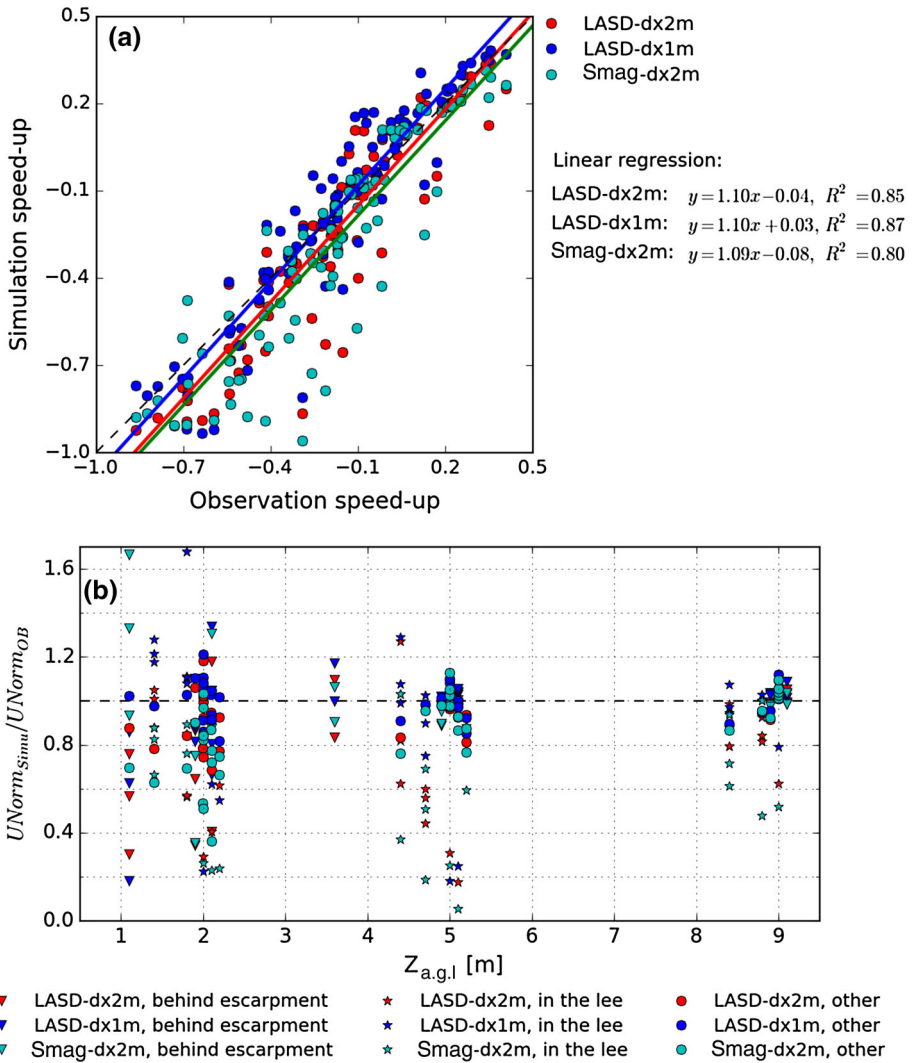 (a)
Simulation speed-up
0.5
0.2
−0.1
−0.4
−0.7
−1.0
−1.0 −0.7 −0.4 −0.1 0.2 0.5
Observation speed-up
LASD-dx2m
LASD-dx1m
Smag-dx2m
Linear regression:
LASD-dx2m: y=1.10x−0.04, R² =0.85
LASD-dx1m: y=1.10x+0.03, R² =0.87
Smag-dx2m: y=1.09x−0.08, R² =0.80
(b)
UNorm_Simu/UNorm_OB
1.6
1.2
1.0
0.8
0.4
0.0
1 2 3 4 5 6 7 8 9
Z_a.g.l [m]
LASD-dx2m, behind escarpment LASD-dx2m, in the lee LASD-dx2m, other
LASD-dx1m, behind escarpment LASD-dx1m, in the lee LASD-dx1m, other
Smag-dx2m, behind escarpment Smag-dx2m, in the lee Smag-dx2m, other